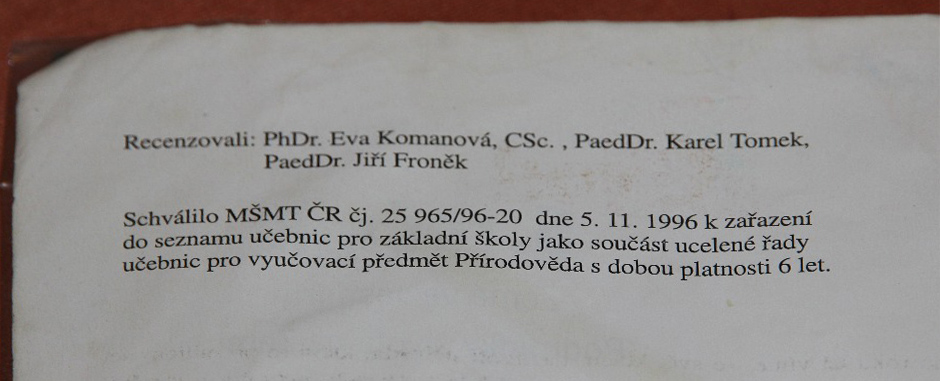 Recenzovali: PhDr. Eva Komanová, CSc. , PaedDr. Karel Tomek,
PaedDr. Jiří Froněk
Schválilo MŠMT ČR čj. 25 965/96-20 dne 5. 11. 1996 k zařazení
do seznamu učebnic pro základní školy jako součást ucelené řady
učebnic pro vyučovací předmět Přírodověda s dobou platnosti 6 let.